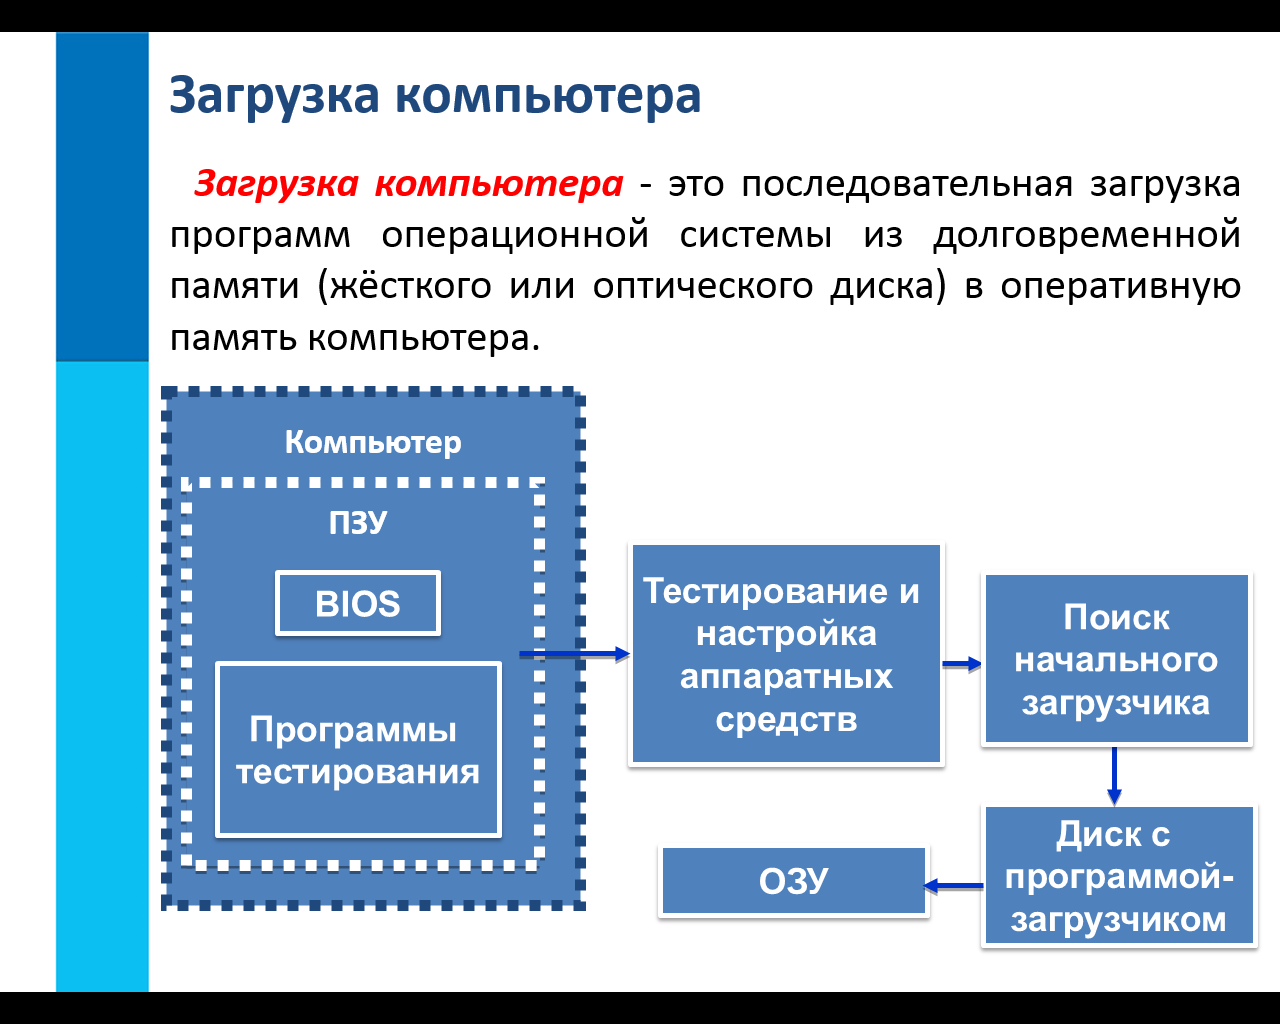 Загрузка компьютера
Загрузка компьютера - это последовательная загрузка
программ операционной системы из долговременной
памяти (жёсткого или оптического диска) в оперативную
память компьютера.
Компьютер
ПЗУ
BIOS
Программы
тестирования
Тестирование и
настройка
аппаратных
средств
Поиск
начального
загрузчика
Диск с
программой-
загрузчиком
ОЗУ